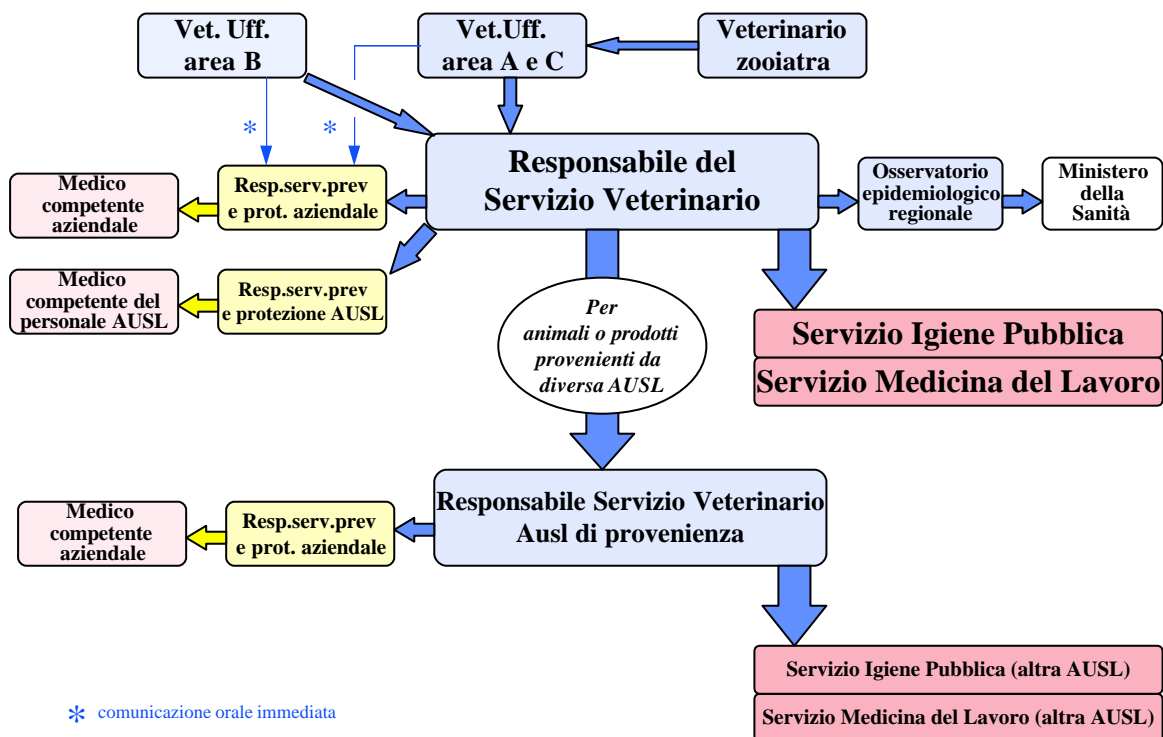 Vet. Uff.
area B
Vet.Uff.
area A e C
Veterinario
zooiatra
*
*
Responsabile del
Servizio Veterinario
Osservatorio
epidemiologico
regionale
Ministero
della
Sanità
Resp.serv.prev
e prot. aziendale
Medico
competente
aziendale
Resp.serv.prev
e protezione AUSL
Medico
competente del
personale AUSL
Per
animali o prodotti
provenienti da
diversa AUSL
Servizio Igiene Pubblica
Servizio Medicina del Lavoro
Responsabile Servizio Veterinario
Ausl di provenienza
Resp.serv.prev
e prot. aziendale
Medico
competente
aziendale
Servizio Igiene Pubblica (altra AUSL)
Servizio Medicina del Lavoro (altra AUSL)
* comunicazione orale immediata